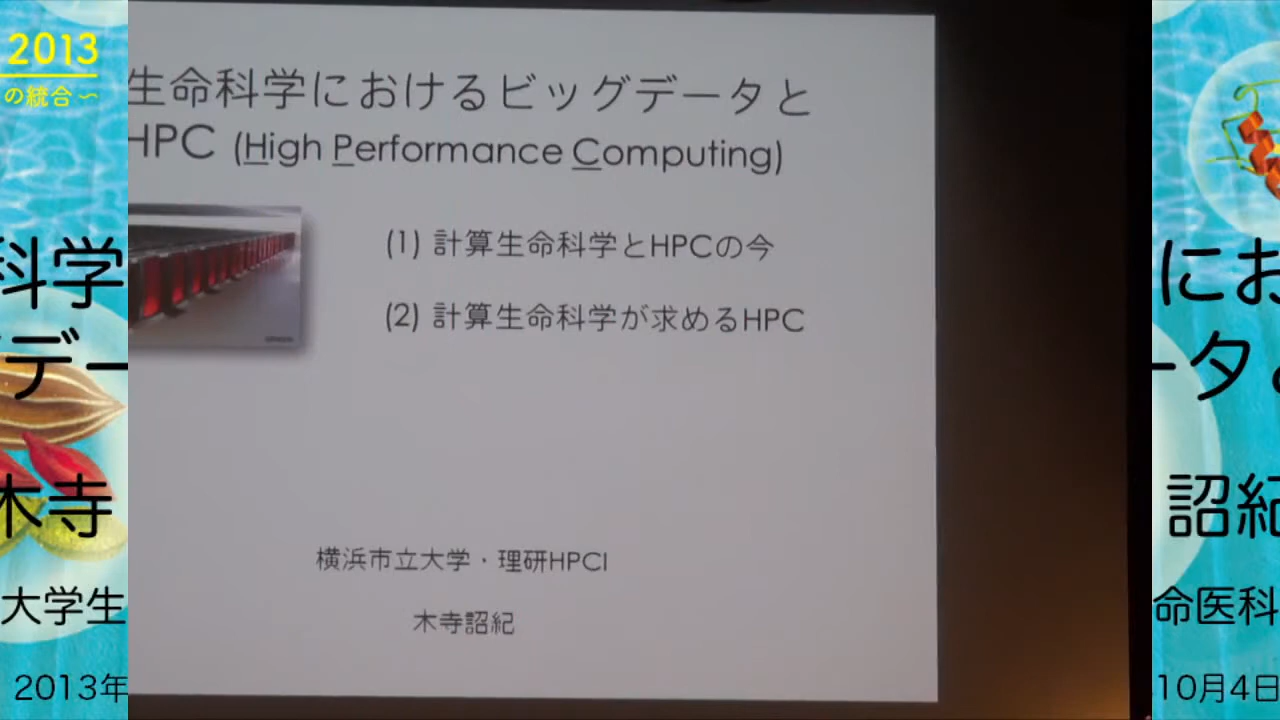 2013
の統合～
科学
デー
木寺
大学生
2013年
生命科学におけるビッグデータと
HPC (High Performance Computing)
(1) 計算生命科学とHPCの今
(2) 計算生命科学が求めるHPC
横浜市立大学・理研HPCI
木寺詔紀
にお
ータと
詔紀
命医科
10月4日